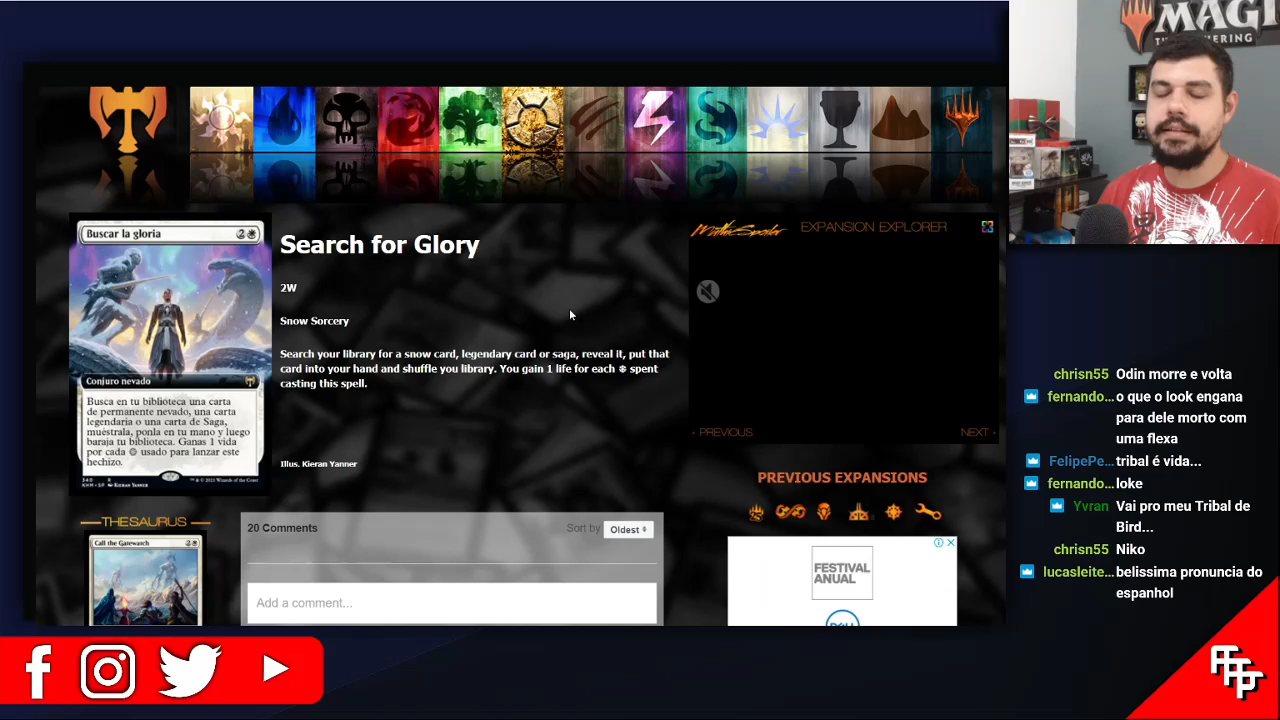 MAGI
THE GATHERING
Buscar la gloria
2
Conjuro nevado
Busca en tu biblioteca una carta
de permanente nevado, una carta
legendaria o una carta de Saga,
muéstrala, ponla en tu mano y luego
baraja tu biblioteca. Ganas 1 vida
por cada usado para lanzar este
hechizo.
KIERAN YANNER
Search for Glory
2W
Snow Sorcery
Search your library for a snow card, legendary card or saga, reveal it, put that
card into your hand and shuffle you library. You gain 1 life for each spent
casting this spell.
Illus. Kieran Yanner
MythicSpoiler
EXPANSION EXPLORER
‹ PREVIOUS
NEXT ›
PREVIOUS EXPANSIONS
THESAURUS
Call the Gatewatch
2
20 Comments
Sort by
Oldest
Add a comment...
FESTIVAL
ANUAL
DELL
chrisn55 Odin morre e volta
fernando... o que o look engana
para dele morto com
uma flexa
FelipePe... tribal é vida...
fernando... loke
Yvran Vai pro meu Tribal de
Bird...
chrisn55 Niko
lucasleite... belissima pronuncia do
espanhol